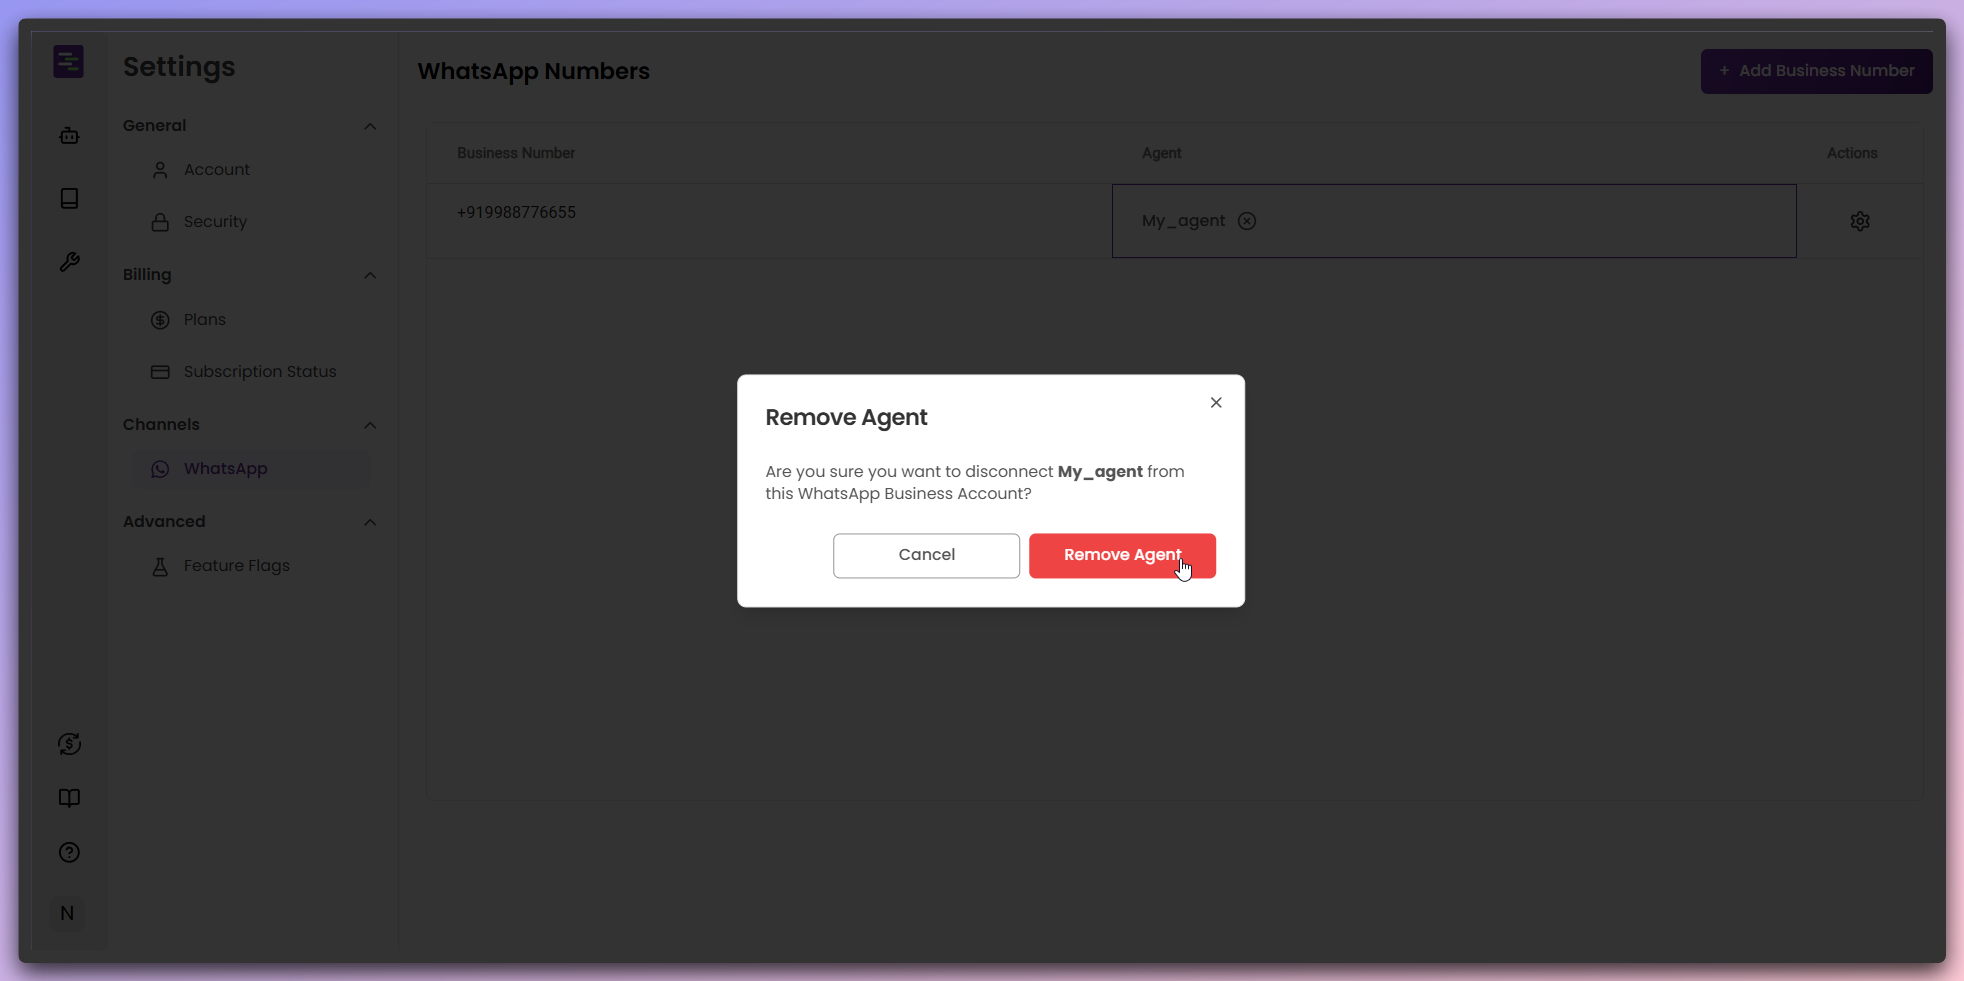 Settings
General
Account
Security
Billing
Plans
Subscription Status
Channels
WhatsApp
Advanced
Feature Flags
N
WhatsApp Numbers
+ Add Business Number
Business Number Agent Actions
+919988776655 My_agent
Remove Agent
Are you sure you want to disconnect My_agent from
this WhatsApp Business Account?
Cancel Remove Agent